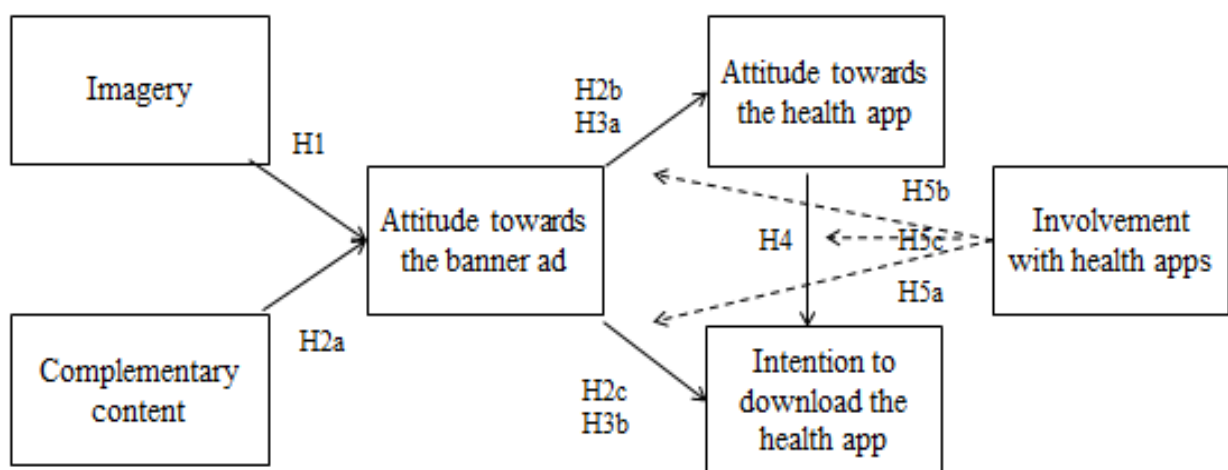 Imagery
H1
Complementary
content
H2a
Attitude towards
the banner ad
H2b
H3a
Attitude towards
the health app
H4
H2c
H3b
Intention to
download the
health app
H5b
H5c
H5a
Involvement
with health apps